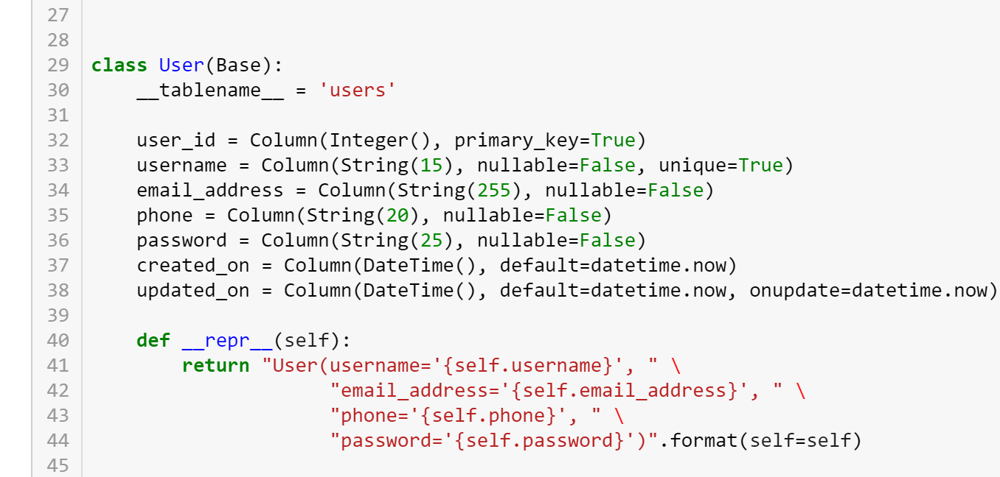 27
28
29 class User(Base):
30     __tablename__ = 'users'
31
32     user_id = Column(Integer(), primary_key=True)
33     username = Column(String(15), nullable=False, unique=True)
34     email_address = Column(String(255), nullable=False)
35     phone = Column(String(20), nullable=False)
36     password = Column(String(25), nullable=False)
37     created_on = Column(DateTime(), default=datetime.now)
38     updated_on = Column(DateTime(), default=datetime.now, onupdate=datetime.now)
39
40     def __repr__(self):
41         return "User(username='{self.username}', " \
42                      "email_address='{self.email_address}', " \
43                      "phone='{self.phone}', " \
44                      "password='{self.password}')".format(self=self)
45